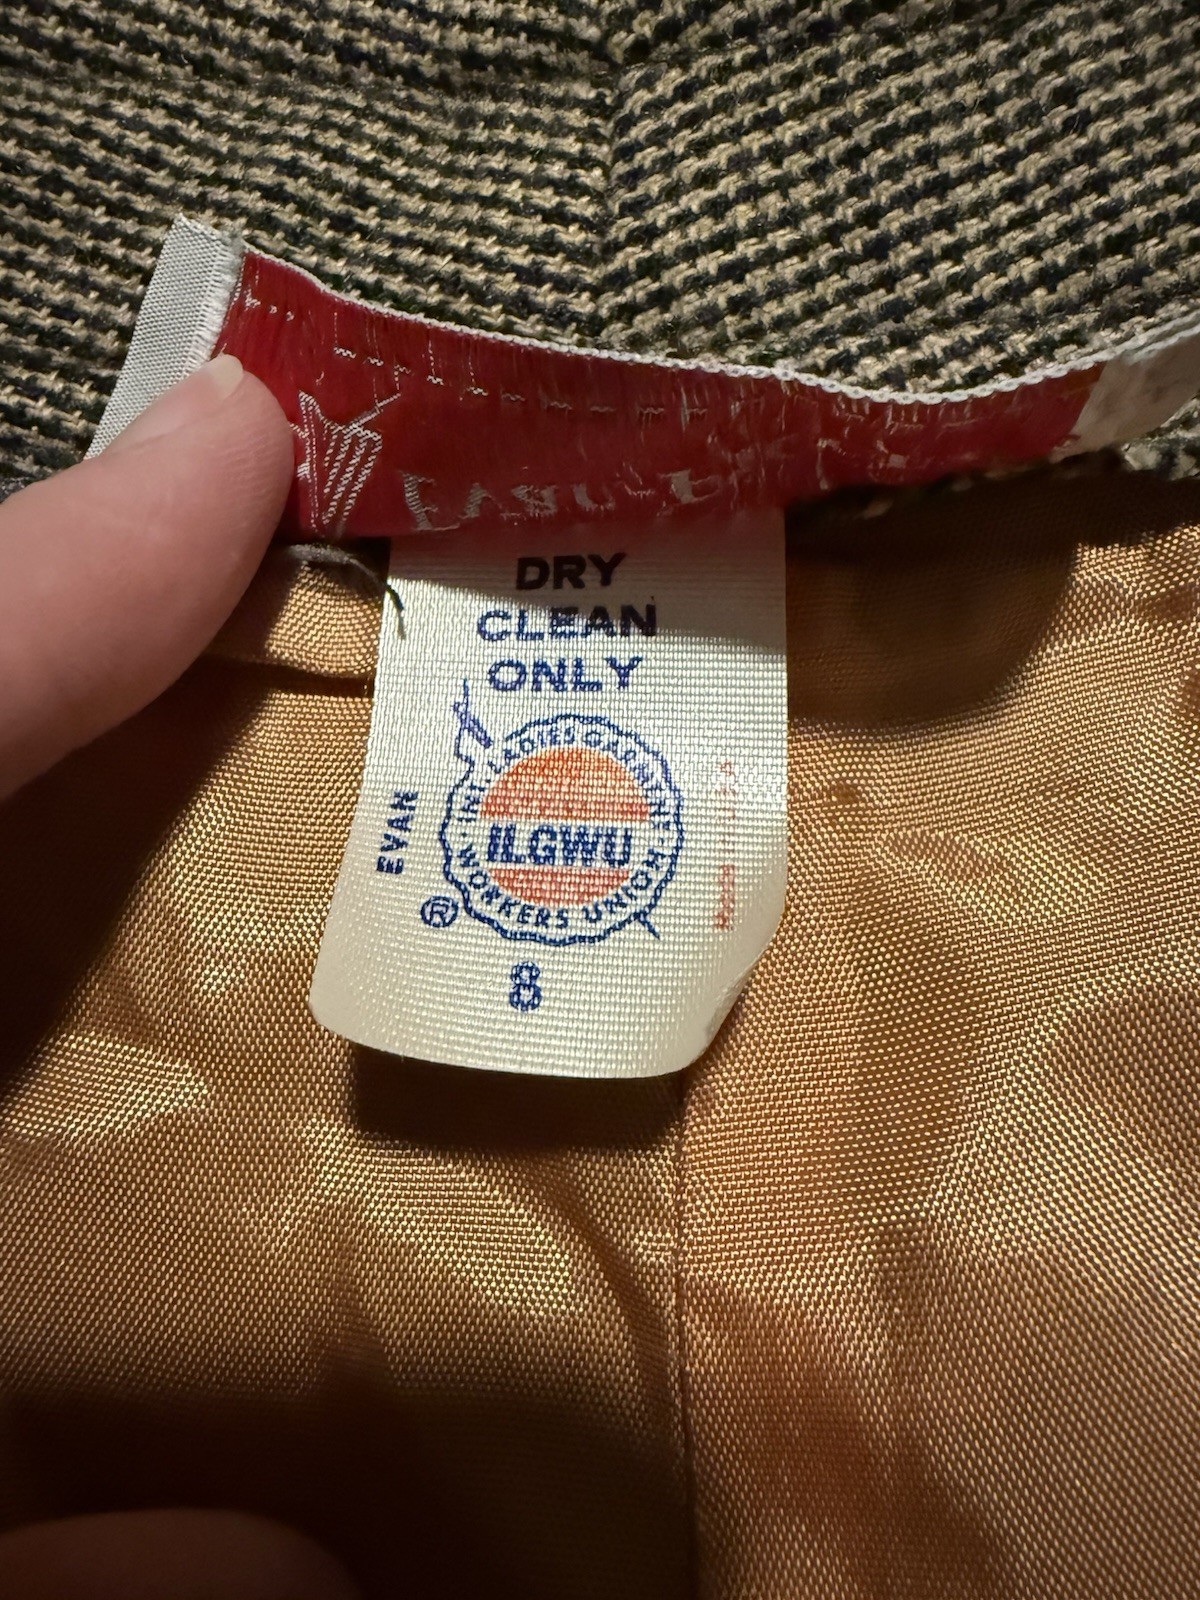 DRY
CLEAN
ONLY
INT. LADIES GARMENT
ILGWU
WORKERS UNION
EVAN
®
8